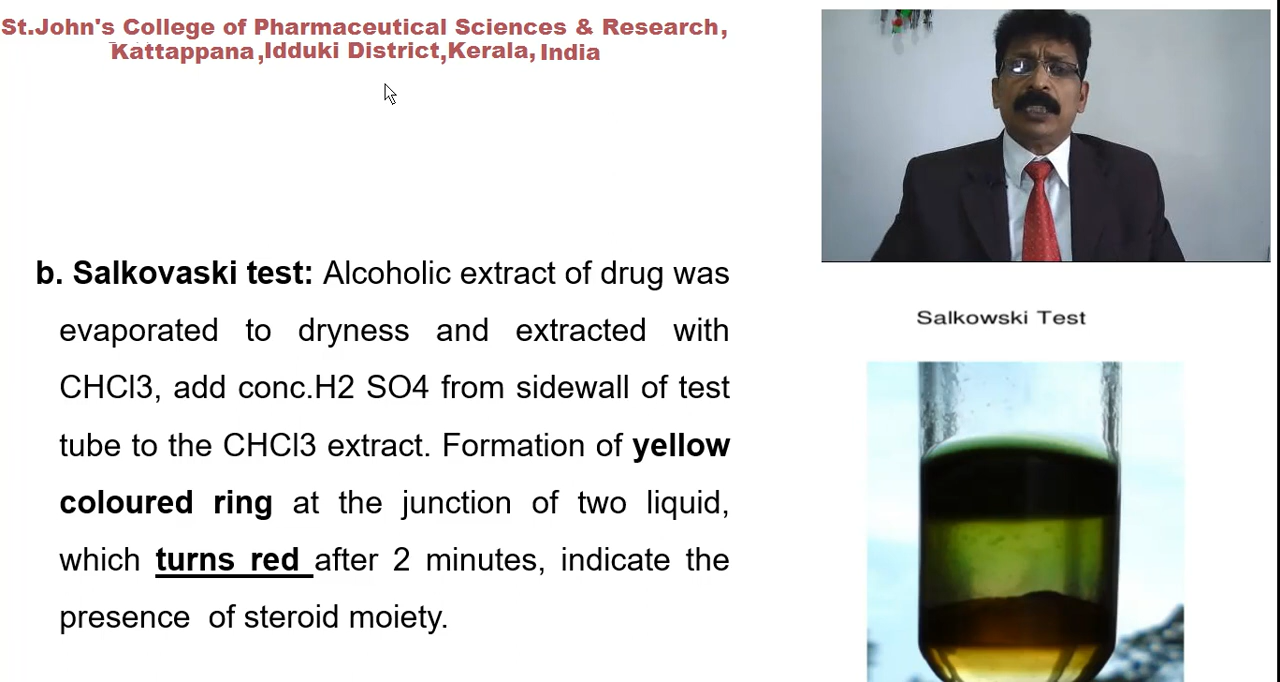 St.John's College of Pharmaceutical Sciences & Research,
Kattappana,Idduki District,Kerala, India
b. Salkovaski test: Alcoholic extract of drug was
evaporated to dryness and extracted with
CHCl3, add conc.H2 SO4 from sidewall of test
tube to the CHCl3 extract. Formation of yellow
coloured ring at the junction of two liquid,
which turns red after 2 minutes, indicate the
presence of steroid moiety.
Salkowski Test